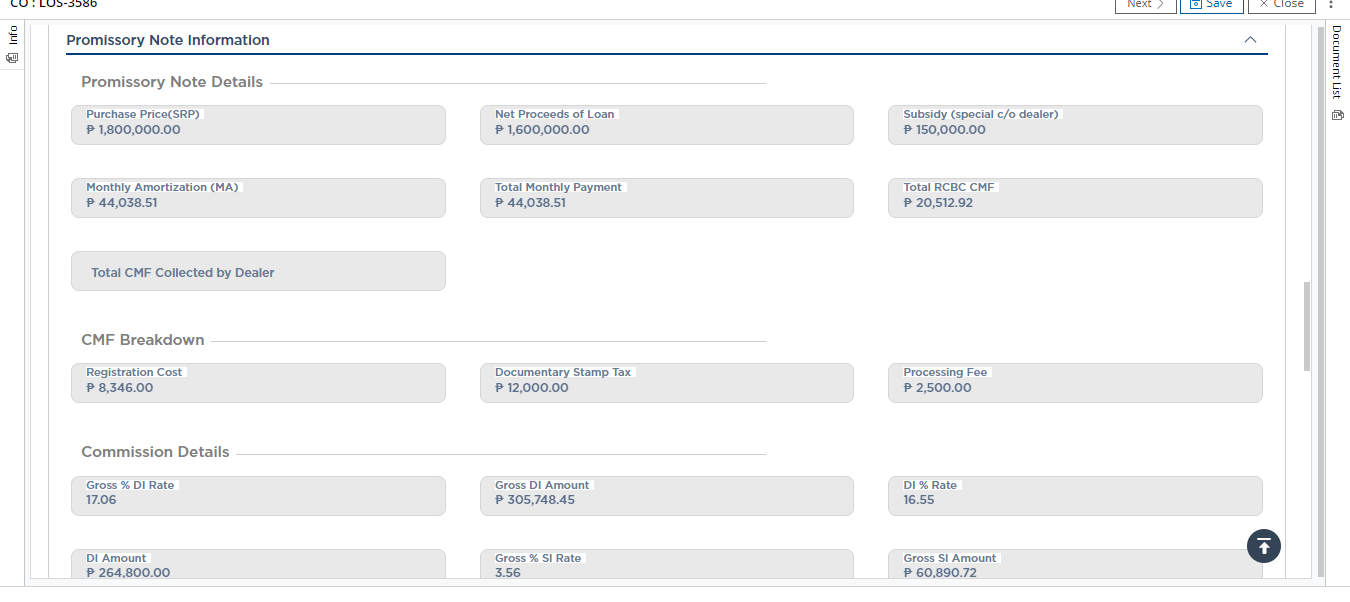 CO : LOS-3586
Next
Save
Close
Info
Document List
Promissory Note Information
Promissory Note Details
Purchase Price(SRP)
₱ 1,800,000.00
Net Proceeds of Loan
₱ 1,600,000.00
Subsidy (special c/o dealer)
₱ 150,000.00
Monthly Amortization (MA)
₱ 44,038.51
Total Monthly Payment
₱ 44,038.51
Total RCBC CMF
₱ 20,512.92
Total CMF Collected by Dealer
CMF Breakdown
Registration Cost
₱ 8,346.00
Documentary Stamp Tax
₱ 12,000.00
Processing Fee
₱ 2,500.00
Commission Details
Gross % DI Rate
17.06
Gross DI Amount
₱ 305,748.45
DI % Rate
16.55
DI Amount
₱ 264,800.00
Gross % SI Rate
3.56
Gross SI Amount
₱ 60,890.72